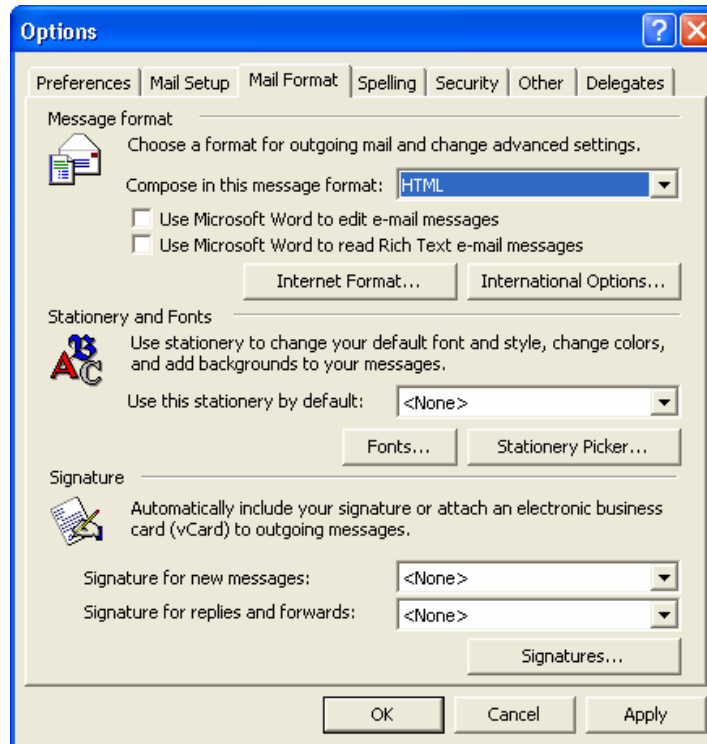 Options
Preferences Mail Setup Mail Format Spelling Security Other Delegates
Message format
Choose a format for outgoing mail and change advanced settings.
Compose in this message format: HTML
Use Microsoft Word to edit e-mail messages
Use Microsoft Word to read Rich Text e-mail messages
Internet Format... International Options...
Stationery and Fonts
Use stationery to change your default font and style, change colors,
and add backgrounds to your messages.
Use this stationery by default: <None>
Fonts... Stationery Picker...
Signature
Automatically include your signature or attach an electronic business
card (vCard) to outgoing messages.
Signature for new messages: <None>
Signature for replies and forwards: <None>
Signatures...
OK Cancel Apply